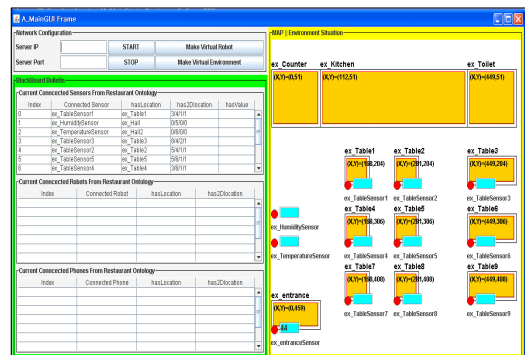 A_MainGUI Frame
Network Configuration
Server IP START Make Virtual Robot
Server Port STOP Make Virtual Environment
BlackBoard Bulletin
Current Conncected Sensors From Restaurant Ontology
Index Connected Sensor hasLocation has2Dlocation hasValue
0 ex_TableSensor1 ex_Table1 3/4/1/1
1 ex_HumiditySensor ex_Hall 0/5/0/0
2 ex_TemperatureSensor ex_Hall2 0/6/0/0
3 ex_TableSensor3 ex_Table3 8/4/2/1
4 ex_TableSensor2 ex_Table2 5/4/1/1
5 ex_TableSensor5 ex_Table5 5/6/1/1
6 ex_TableSensor4 ex_Table4 3/6/1/1
Current Conncected Robots From Restaurant Ontology
Index Connected Robot hasLocation has2Dlocation
Current Conncected Phones From Restaurant Ontology
Index Connected Phone hasLocation has2Dlocation
MAP || Environment Situation
ex_Counter ex_Kitchen ex_Toilet
(X,Y)=(0,51) (X,Y)=(112,51) (X,Y)=(449,51)
ex_Table1 ex_Table2 ex_Table3
(X,Y)=(168,204) (X,Y)=(281,204) (X,Y)=(449,204)
ex_TableSensor1 ex_TableSensor2 ex_TableSensor3
ex_Table4 ex_Table5 ex_Table6
(X,Y)=(168,306) (X,Y)=(281,306) (X,Y)=(449,306)
ex_HumiditySensor
ex_TemperatureSensor ex_TableSensor4 ex_TableSensor5 ex_TableSensor6
ex_Table7 ex_Table8 ex_Table9
(X,Y)=(168,408) (X,Y)=(281,408) (X,Y)=(449,408)
ex_entrance
ex_TableSensor7 ex_TableSensor8 ex_TableSensor9
(X,Y)=(0,459)
44
ex_entranceSensor